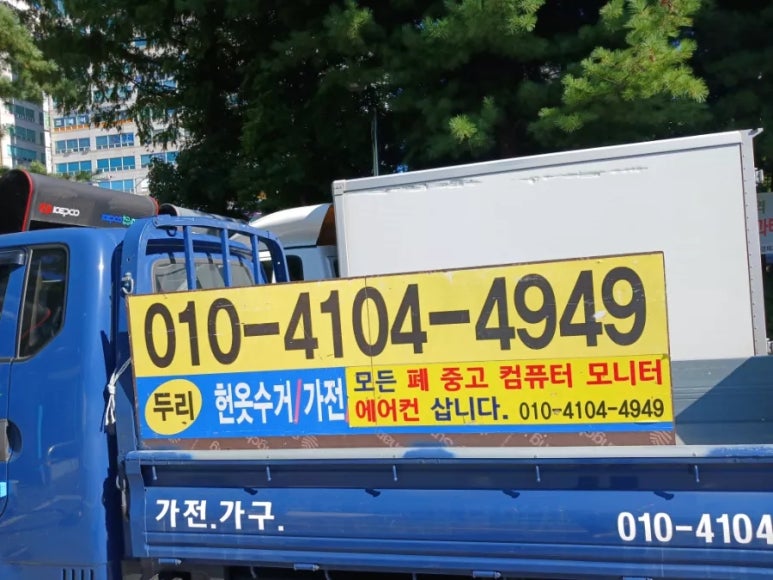 010-4104-4949
두리 헌옷수거/가전
모든 폐 중고 컴퓨터 모니터
에어컨 삽니다. 010-4104-4949
가전.가구.
010-4104